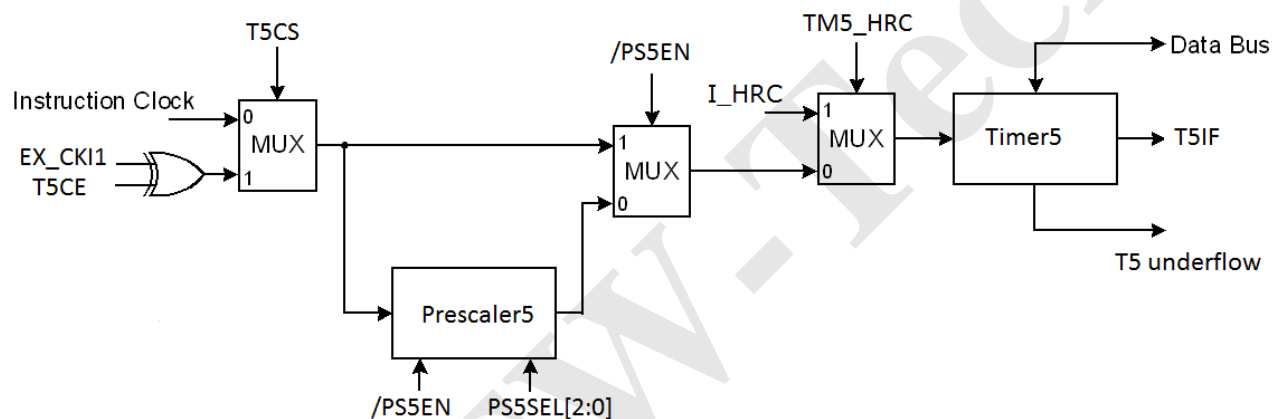 T5CS
TM5_HRC
/PS5EN
Data Bus
Instruction Clock
0
MUX
I_HRC
1
MUX
Timer5
T5IF
EX_CKI1
T5CE
1
1
MUX
0
0
T5 underflow
Prescaler5
/PS5EN
PS5SEL[2:0]